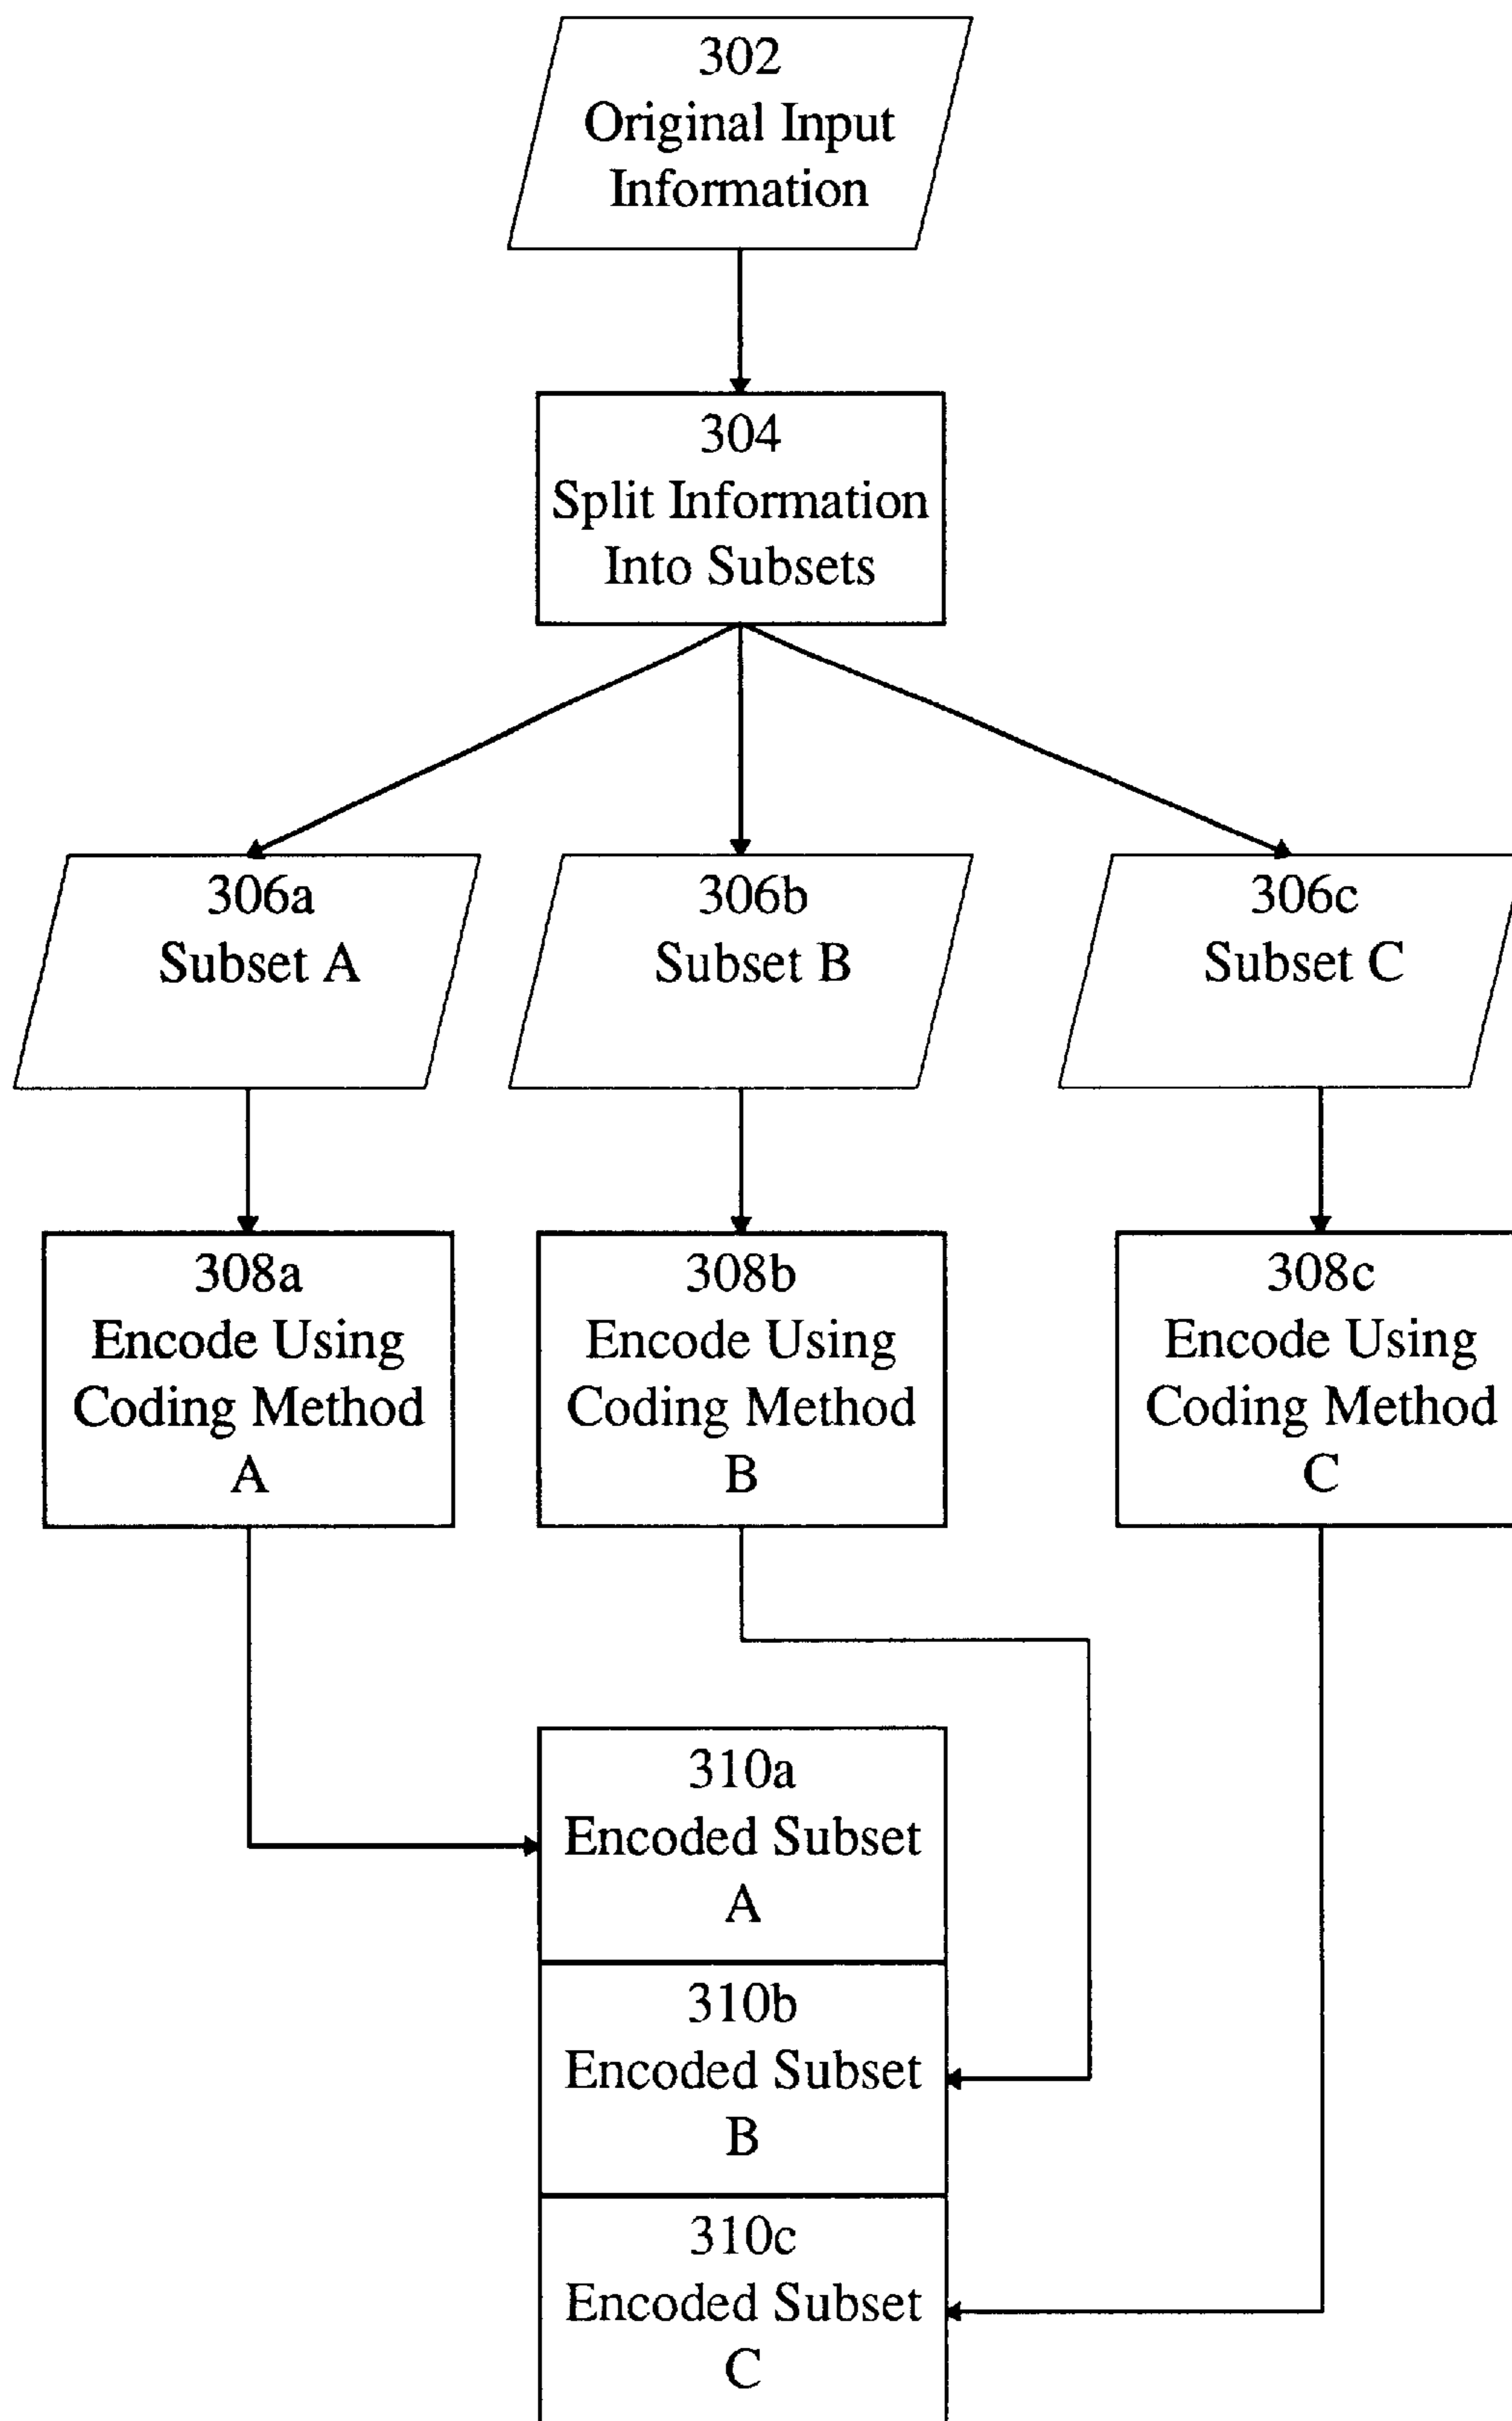 302
Original Input
Information
304
Split Information
Into Subsets
306a
Subset A
306b
Subset B
306c
Subset C
308a
Encode Using
Coding Method
A
308b
Encode Using
Coding Method
B
308c
Encode Using
Coding Method
C
310a
Encoded Subset
A
310b
Encoded Subset
B
310c
Encoded Subset
C